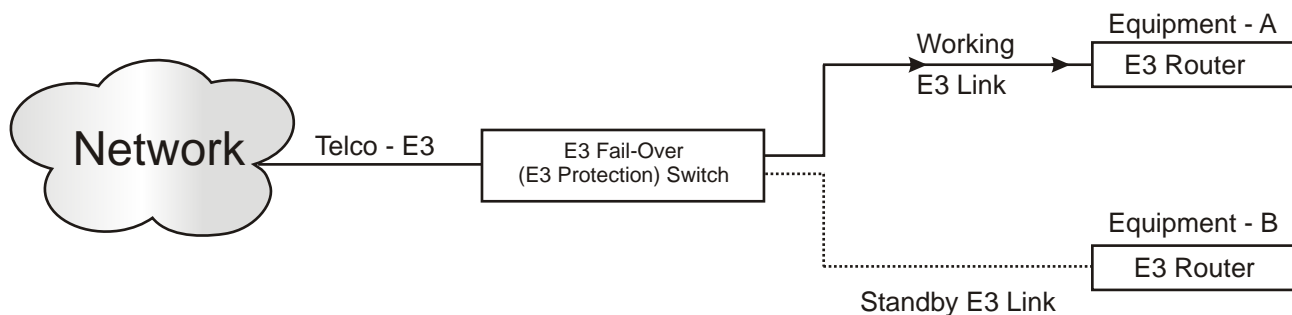 Network
Telco - E3
E3 Fail-Over
(E3 Protection) Switch
Working
E3 Link
Equipment - A
E3 Router
Equipment - B
E3 Router
Standby E3 Link